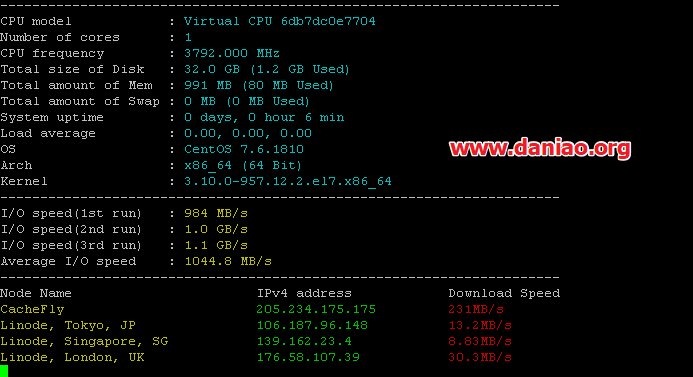 CPU model : Virtual CPU 6db7dc0e7704
Number of cores : 1
CPU frequency : 3792.000 MHz
Total size of Disk : 32.0 GB (1.2 GB Used)
Total amount of Mem : 991 MB (80 MB Used)
Total amount of Swap : 0 MB (0 MB Used)
System uptime : 0 days, 0 hour 6 min
Load average : 0.00, 0.00, 0.00
OS : CentOS 7.6.1810
www.daniao.org
Arch : x86_64 (64 Bit)
Kernel : 3.10.0-957.12.2.el7.x86_64
I/O speed(1st run) : 984 MB/s
I/O speed(2nd run) : 1.0 GB/s
I/O speed(3rd run) : 1.1 GB/s
Average I/O speed : 1044.8 MB/s
Node Name IPv4 address Download Speed
CacheFly 205.234.175.175 231MB/s
Linode, Tokyo, JP 106.187.96.148 13.2MB/s
Linode, Singapore, SG 139.162.23.4 8.83MB/s
Linode, London, UK 176.58.107.39 30.3MB/s